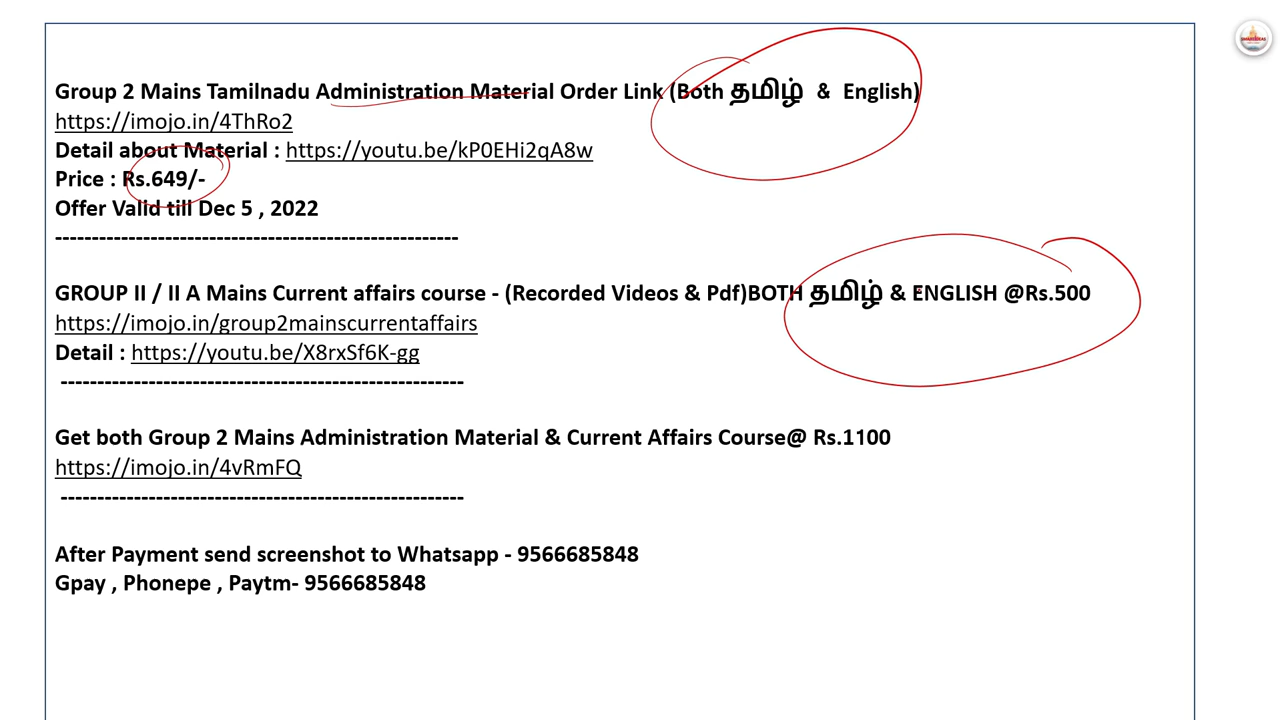 Group 2 Mains Tamilnadu Administration Material Order Link (Both தமிழ் & English)
https://imojo.in/4ThRo2
Detail about Material : https://youtu.be/kP0EHi2qA8w
Price : Rs.649/-
Offer Valid till Dec 5 , 2022
-------------------------------------------------------
GROUP II / II A Mains Current affairs course - (Recorded Videos & Pdf)BOTH தமிழ் & ENGLISH @Rs.500
https://imojo.in/group2mainscurrentaffairs
Detail : https://youtu.be/X8rxSf6K-gg
-------------------------------------------------------
Get both Group 2 Mains Administration Material & Current Affairs Course@ Rs.1100
https://imojo.in/4vRmFQ
-------------------------------------------------------
After Payment send screenshot to Whatsapp - 9566685848
Gpay , Phonepe , Paytm- 9566685848